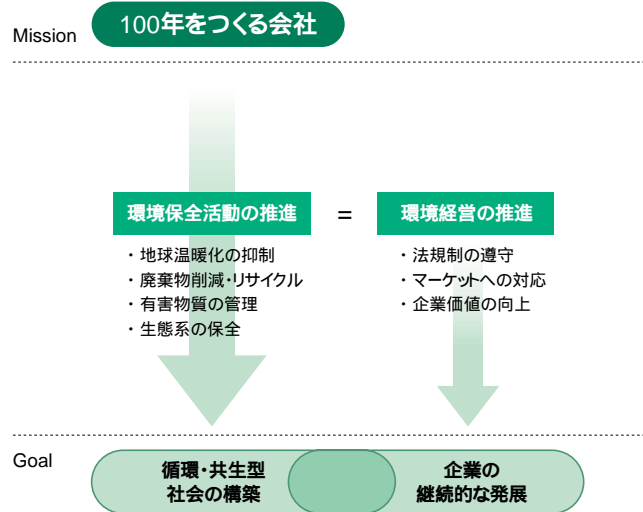 Mission
100年をつくる会社
環境保全活動の推進
=
環境経営の推進
・地球温暖化の抑制
・廃棄物削減・リサイクル
・有害物質の管理
・生態系の保全
・法規制の遵守
・マーケットへの対応
・企業価値の向上
Goal
循環・共生型
社会の構築
企業の
継続的な発展